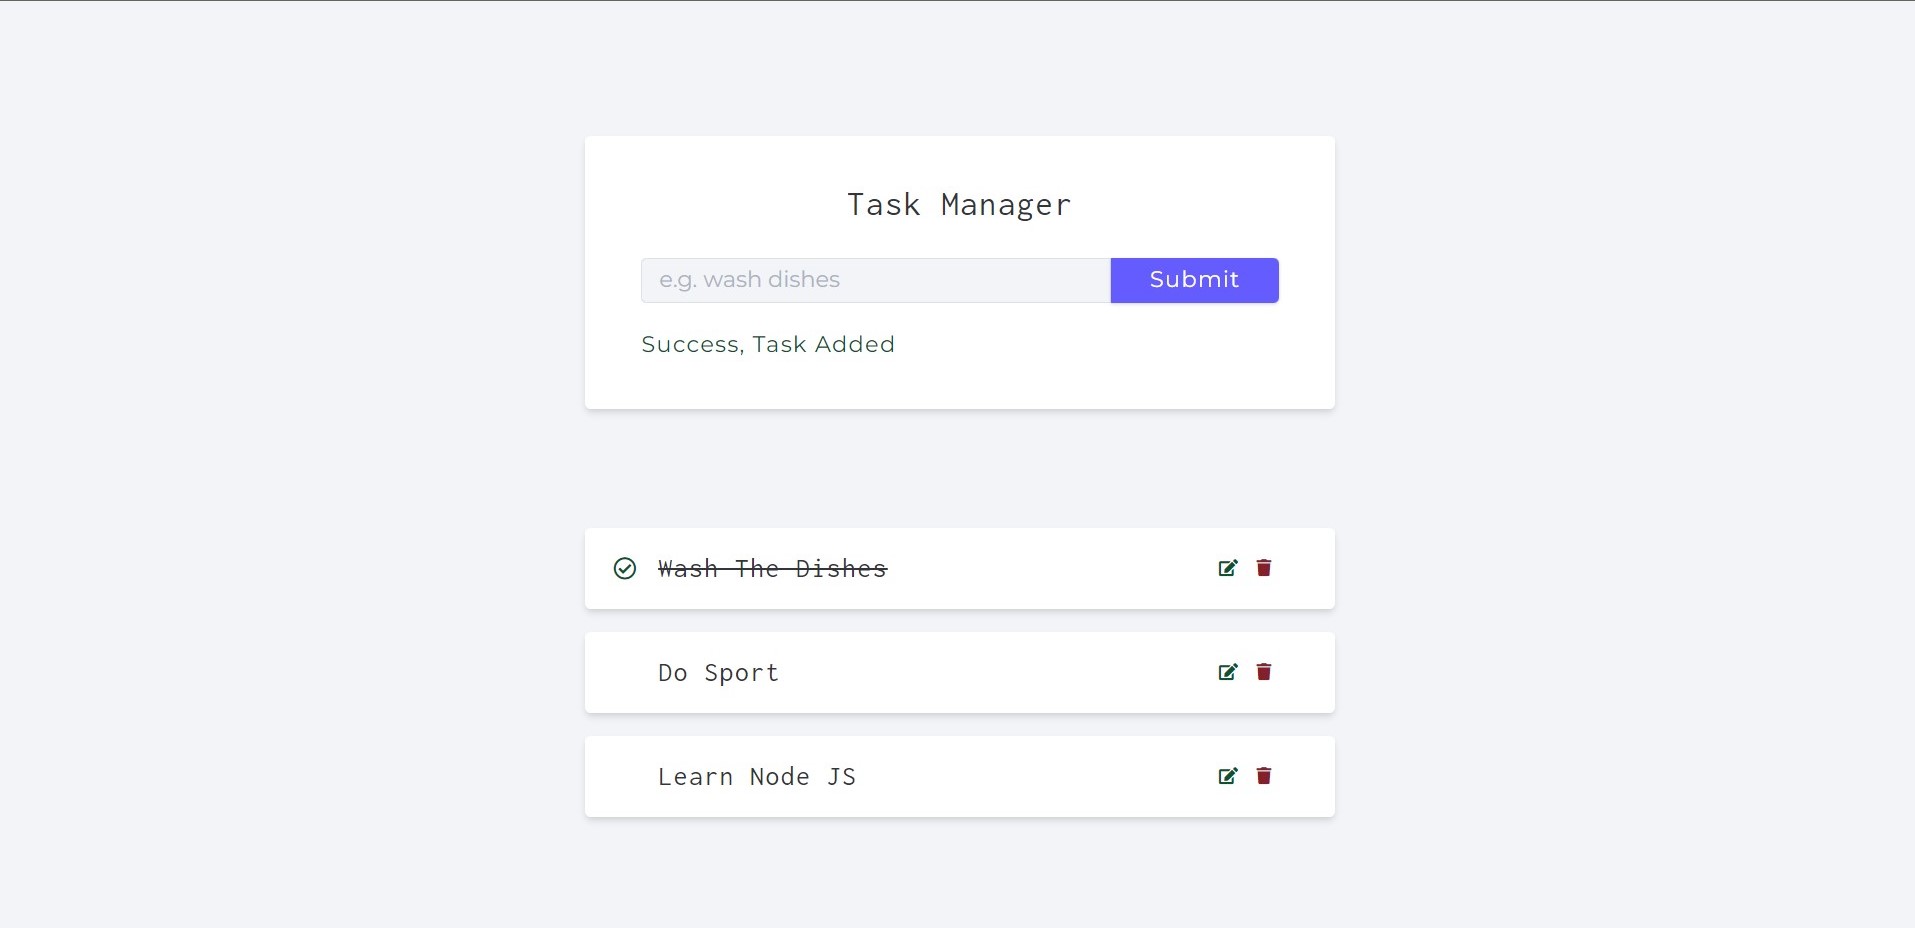 Task Manager
e.g. wash dishes
Submit
Success, Task Added
Wash The Dishes
Do Sport
Learn Node JS